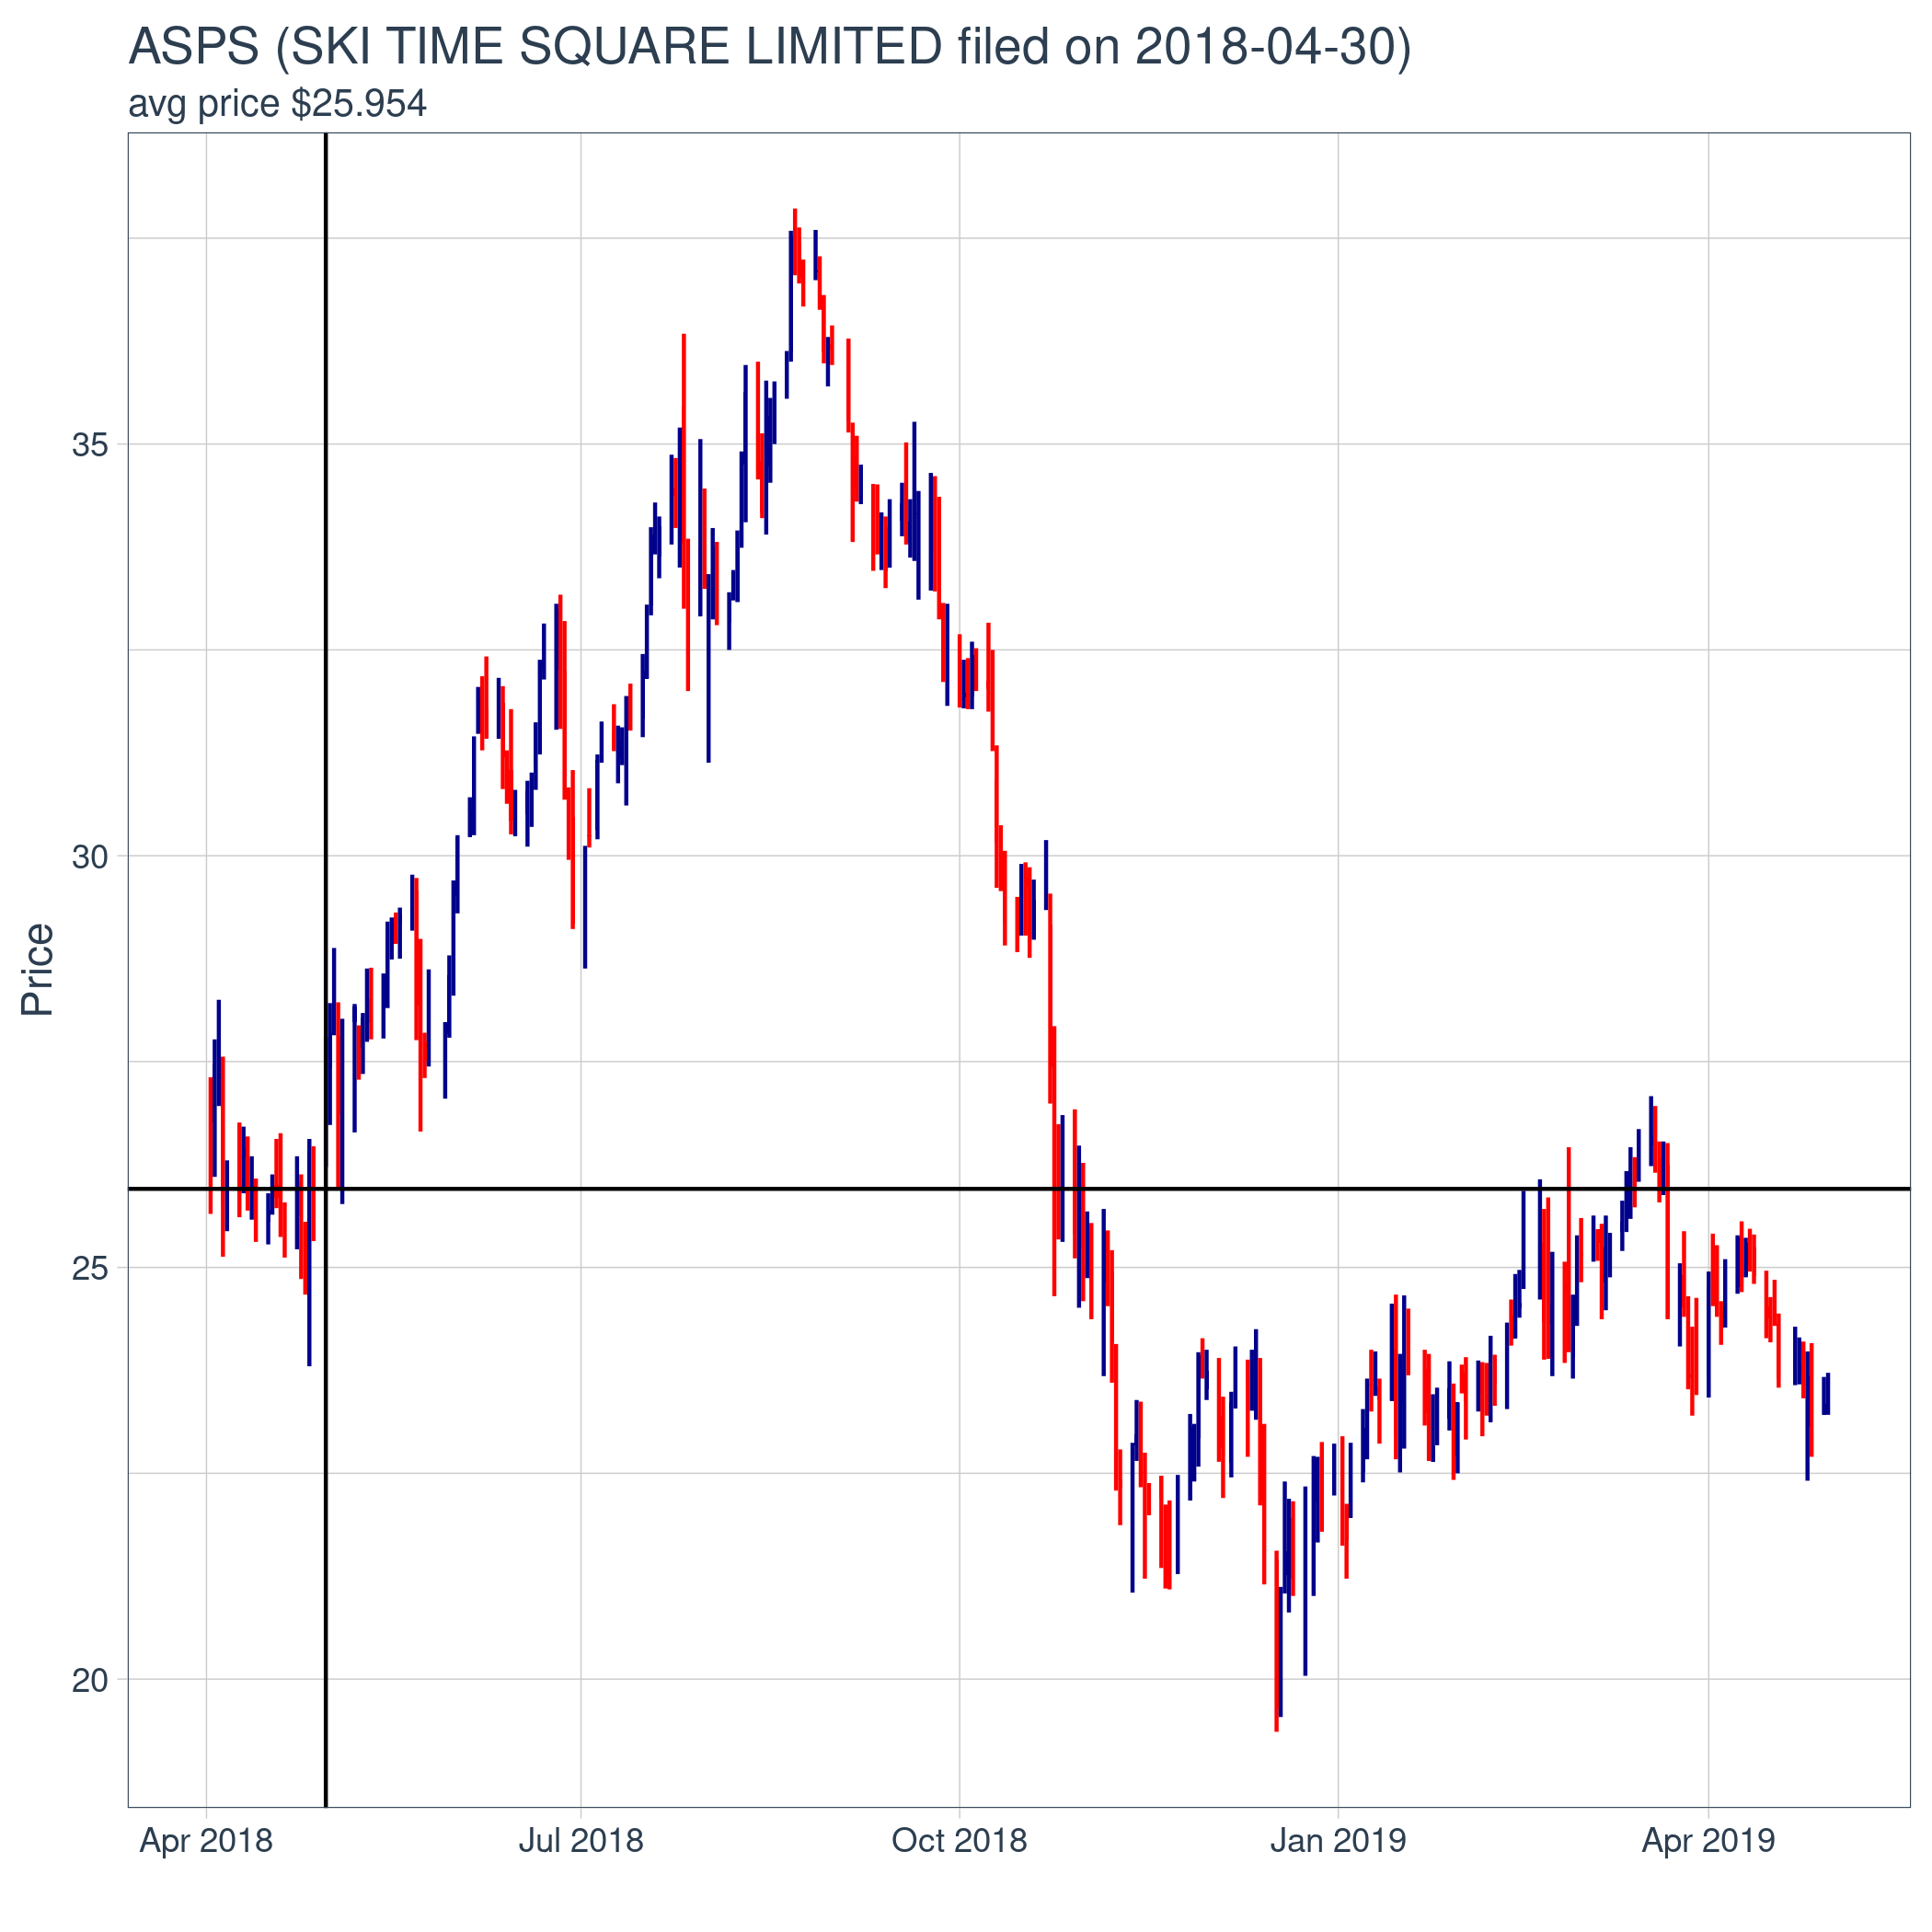 ASPS (SKI TIME SQUARE LIMITED filed on 2018-04-30)
avg price $25.954
35
30
25
20
Price
Apr 2018
Jul 2018
Oct 2018
Jan 2019
Apr 2019